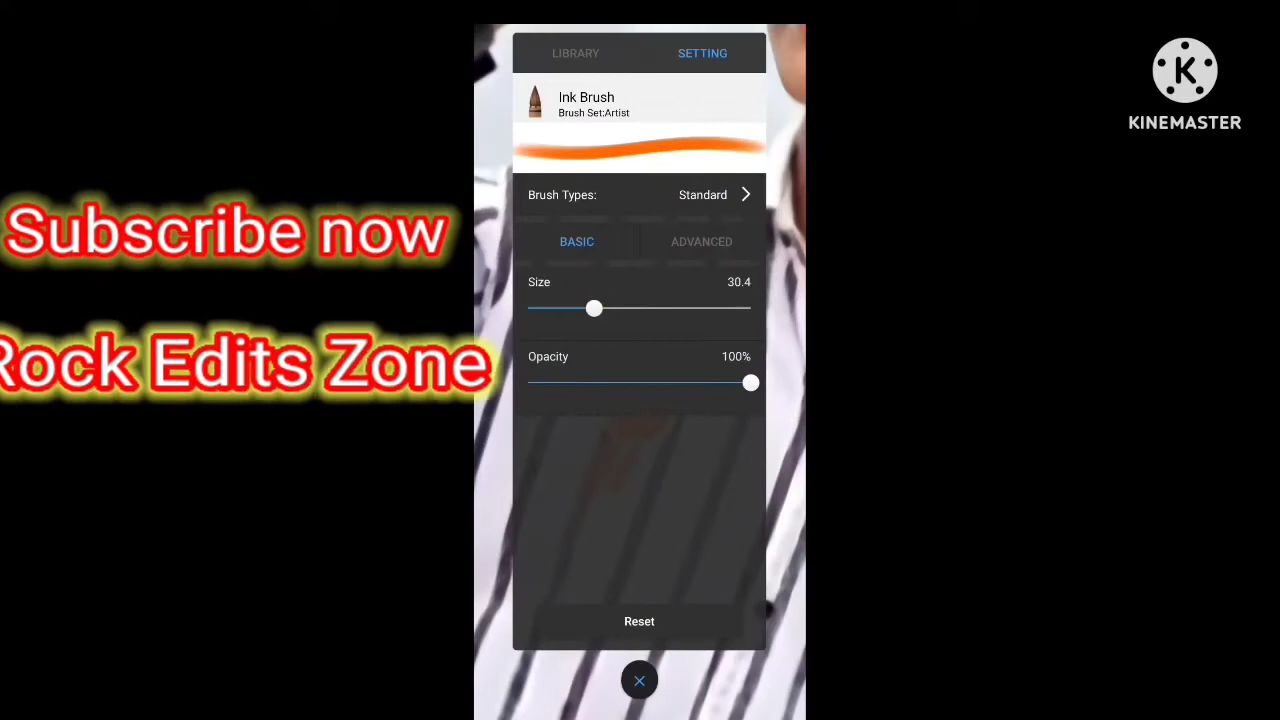 LIBRARY SETTING
Ink Brush
Brush Set:Artist
Brush Types: Standard
BASIC ADVANCED
Size 30.4
Opacity 100%
Reset
Subscribe now
Rock Edits Zone
K
KINEMASTER